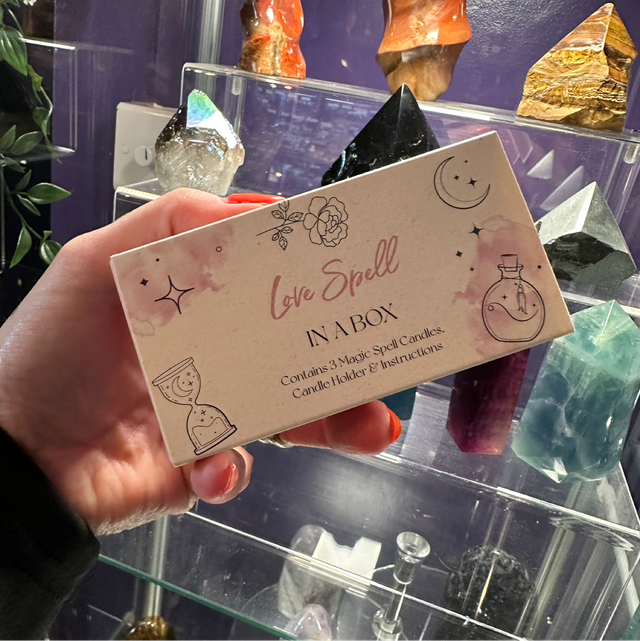 Love Spell
IN A BOX
Contains 3 Magic Spell Candles,
Candle Holder & Instructions